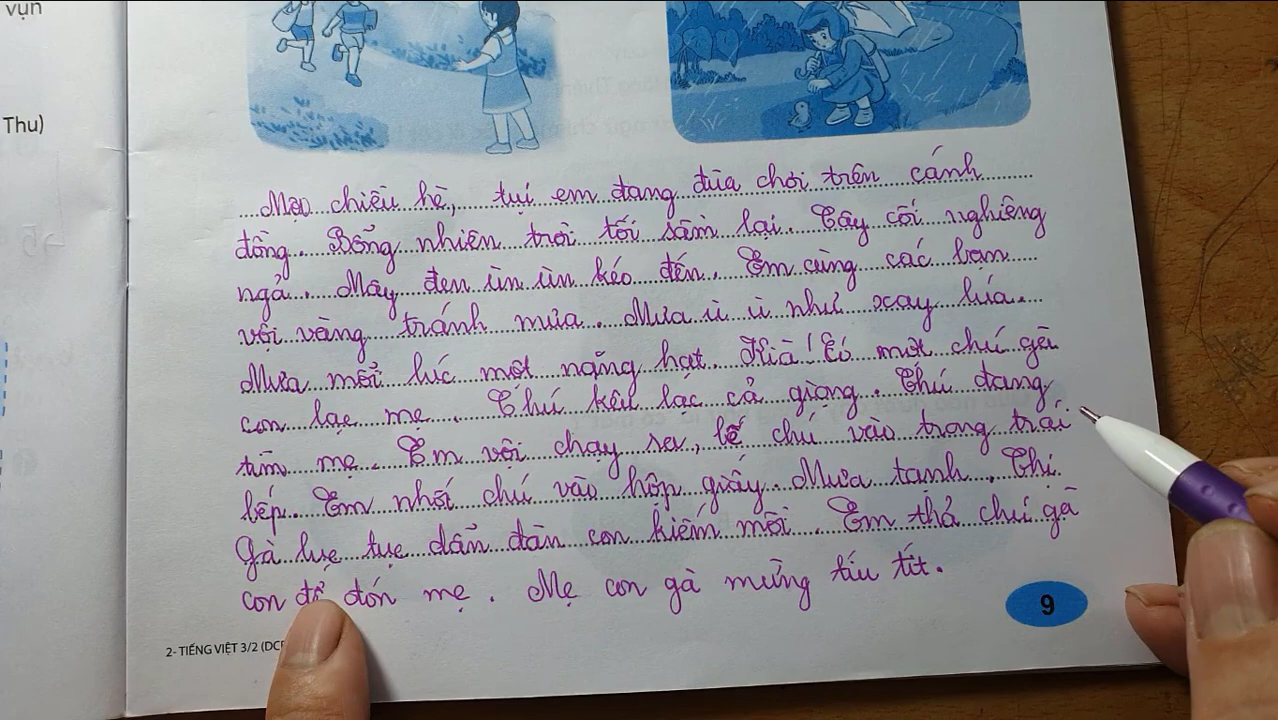 vụn
Thu)
Mọo chiều hè, tụi em đang đùa chơi trên cánh
đồng. Bỗng nhiên trời tối sầm lại. Cây cối nghiêng
ngả. Mây đen ùn ùn kéo đến. Em cùng các bạn
vội vàng tránh mưa. Mưa ù ù như xay lúa.
Mưa mỗi lúc một nặng hạt. Kìa! Có một chú gà
con lạc mẹ. Chú kêu lạc cả giọng. Chú đang
tìm mẹ. Em vội chạy ra, bế chú vào trong trái
bếp. Em nhốt chú vào hộp giấy. Mưa tạnh. Chị
Gà lục tục dẫn đàn con kiếm mồi. Em thả chú gà
con để đón mẹ. Mẹ con gà mừng tíu tít.
2- TIẾNG VIỆT 3/2
9